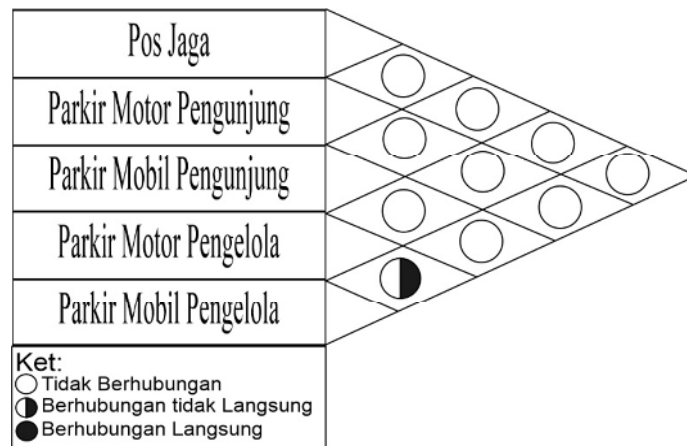 Pos Jaga
Parkir Motor Pengunjung
Parkir Mobil Pengunjung
Parkir Motor Pengelola
Parkir Mobil Pengelola
Ket:
Tidak Berhubungan
Berhubungan tidak Langsung
Berhubungan Langsung